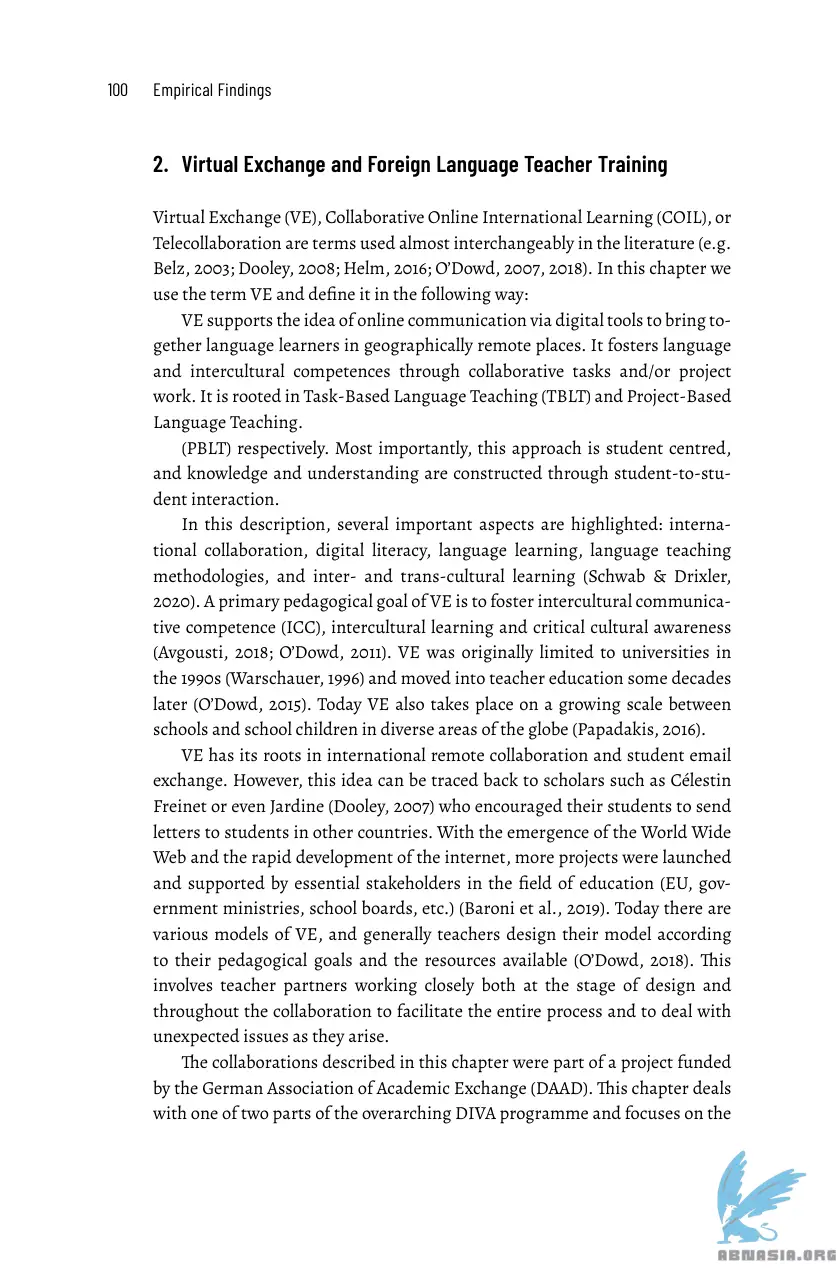 100 Empirical Findings
2. Virtual Exchange and Foreign Language Teacher Training
Virtual Exchange (VE), Collaborative Online International Learning (COIL), or
Telecollaboration are terms used almost interchangeably in the literature (e.g.
Belz, 2003; Dooley, 2008; Helm, 2016; O’Dowd, 2007, 2018). In this chapter we
use the term VE and define it in the following way:
VE supports the idea of online communication via digital tools to bring to-
gether language learners in geographically remote places. It fosters language
and intercultural competences through collaborative tasks and/or project
work. It is rooted in Task-Based Language Teaching (TBLT) and Project-Based
Language Teaching.
(PBLT) respectively. Most importantly, this approach is student centred,
and knowledge and understanding are constructed through student-to-stu-
dent interaction.
In this description, several important aspects are highlighted: interna-
tional collaboration, digital literacy, language learning, language teaching
methodologies, and inter- and trans-cultural learning (Schwab & Drixler,
2020). A primary pedagogical goal of VE is to foster intercultural communica-
tive competence (ICC), intercultural learning and critical cultural awareness
(Avgousti, 2018; O’Dowd, 2011). VE was originally limited to universities in
the 1990s (Warschauer, 1996) and moved into teacher education some decades
later (O’Dowd, 2015). Today VE also takes place on a growing scale between
schools and school children in diverse areas of the globe (Papadakis, 2016).
VE has its roots in international remote collaboration and student email
exchange. However, this idea can be traced back to scholars such as Célestin
Freinet or even Jardine (Dooley, 2007) who encouraged their students to send
letters to students in other countries. With the emergence of the World Wide
Web and the rapid development of the internet, more projects were launched
and supported by essential stakeholders in the field of education (EU, gov-
ernment ministries, school boards, etc.) (Baroni et al., 2019). Today there are
various models of VE, and generally teachers design their model according
to their pedagogical goals and the resources available (O’Dowd, 2018). This
involves teacher partners working closely both at the stage of design and
throughout the collaboration to facilitate the entire process and to deal with
unexpected issues as they arise.
The collaborations described in this chapter were part of a project funded
by the German Association of Academic Exchange (DAAD). This chapter deals
with one of two parts of the overarching DIVA programme and focuses on the
ABNASIA.ORG